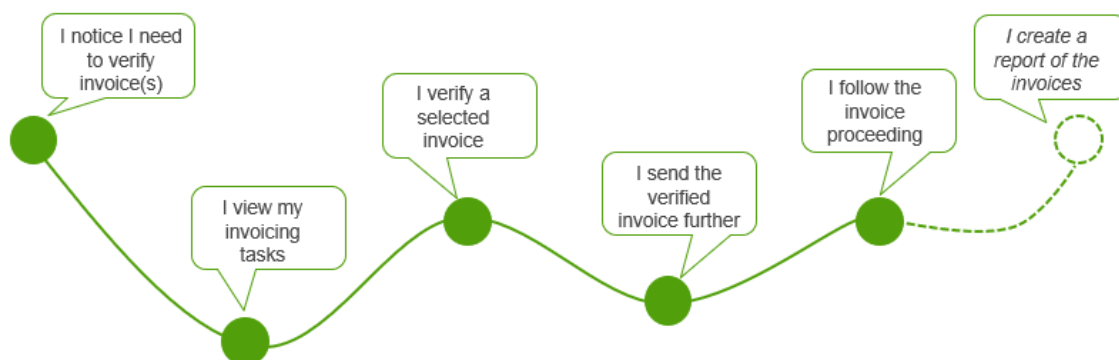 I notice I need
to verify
invoice(s)
I view my
invoicing
tasks
I verify a
selected
invoice
I send the
verified
invoice further
I follow the
invoice
proceeding
I create a
report of the
invoices